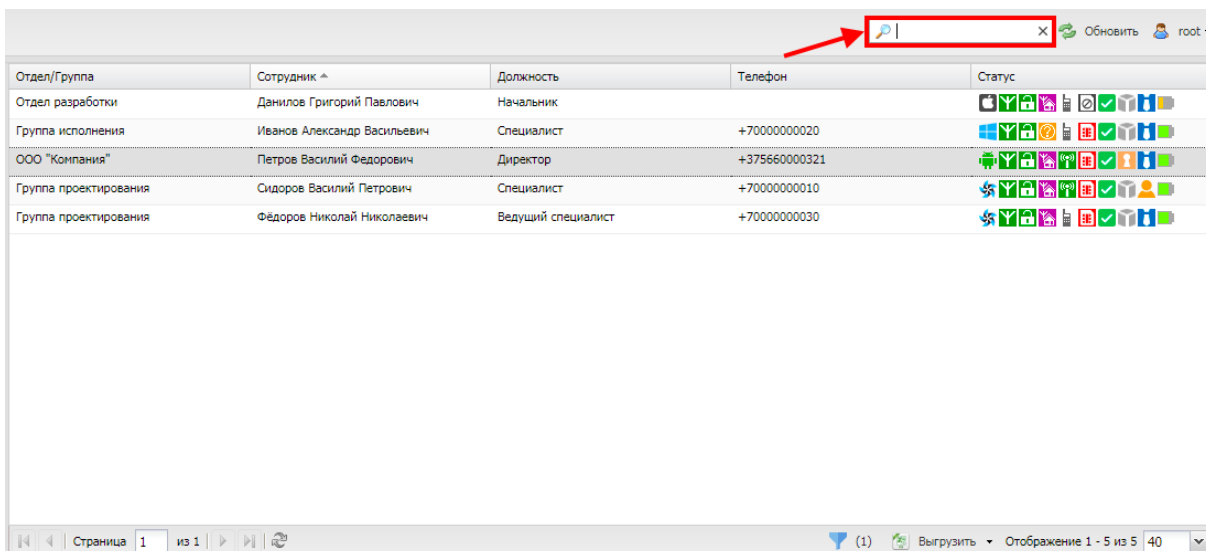 Обновить root
Отдел/Группа Сотрудник Должность Телефон Статус
Отдел разработки Данилов Григорий Павлович Начальник
Группа исполнения Иванов Александр Васильевич Специалист +70000000020
ООО "Компания" Петров Василий Федорович Директор +375660000321
Группа проектирования Сидоров Василий Петрович Специалист +70000000010
Группа проектирования Фёдоров Николай Николаевич Ведущий специалист +70000000030
Страница 1 из 1 (1) Выгрузить Отображение 1 - 5 из 5 40